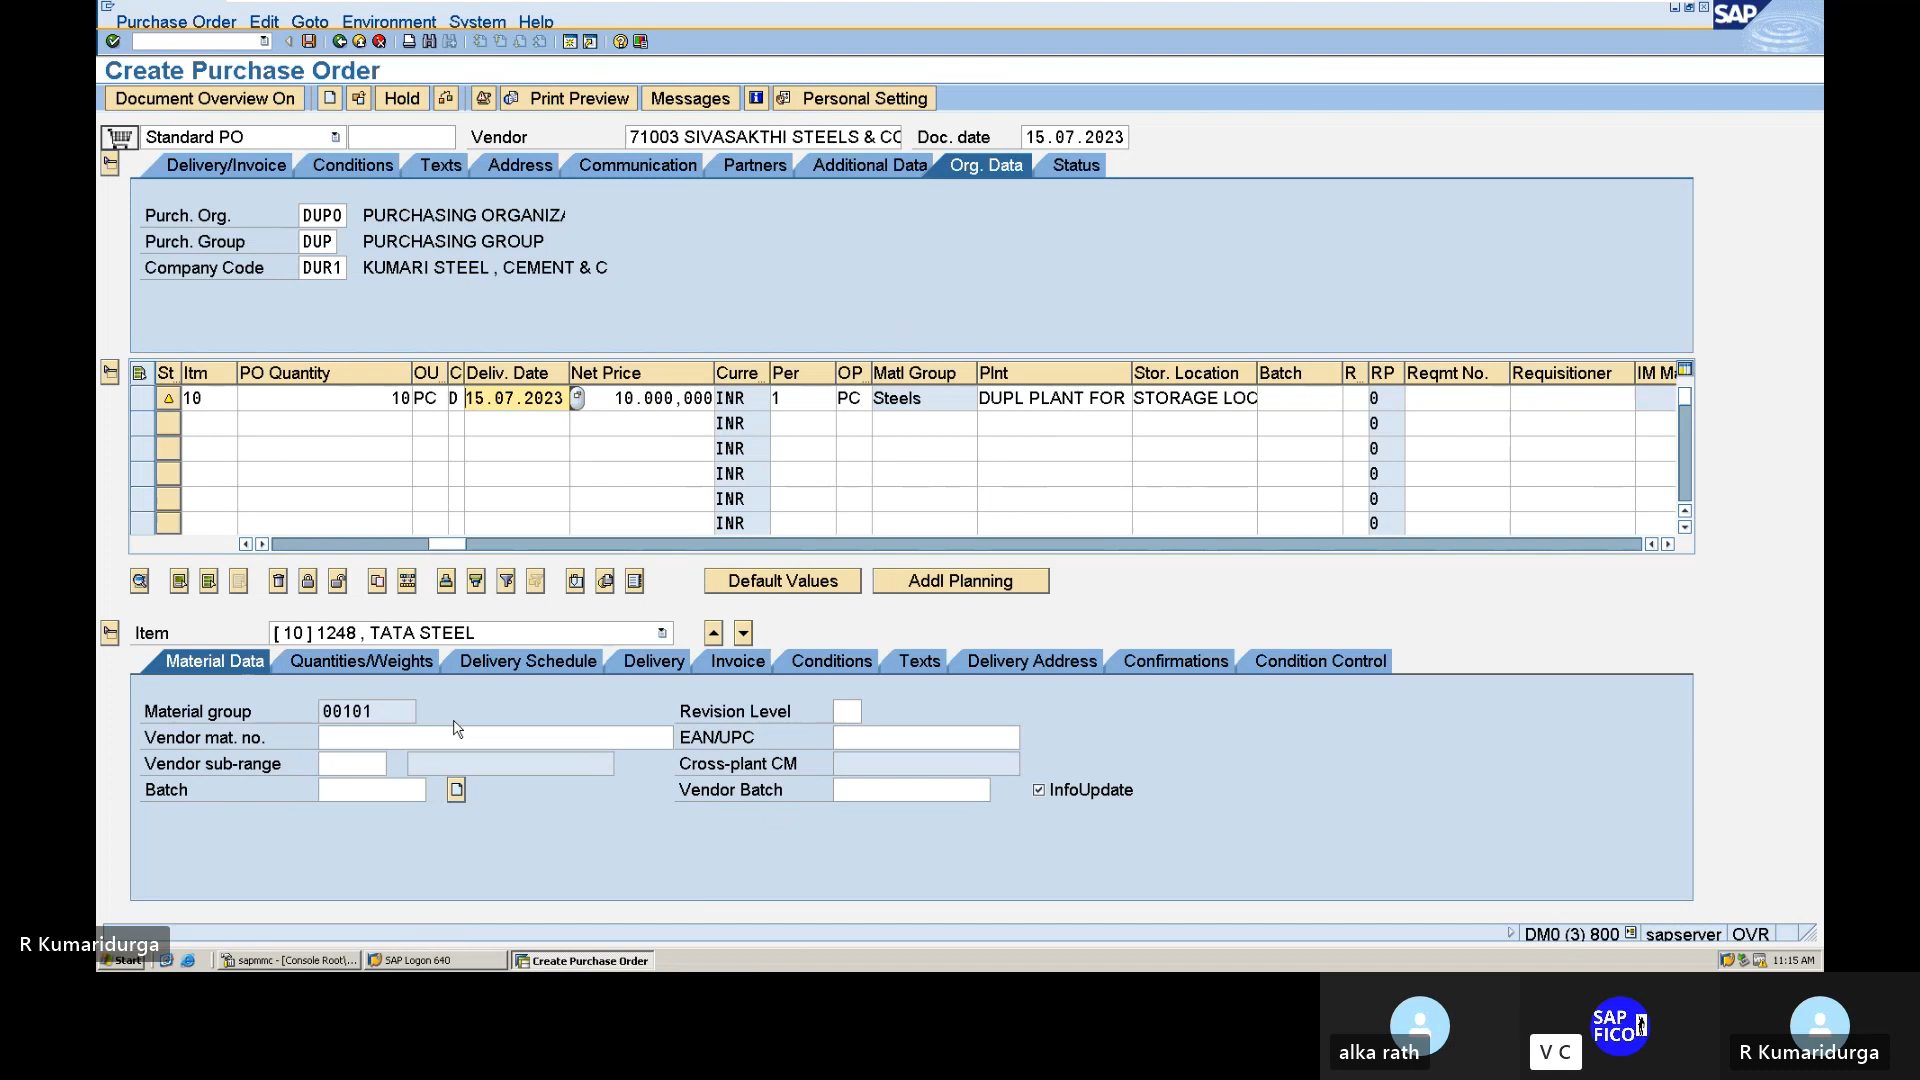 Purchase Order Edit Goto Environment System Help
SAP
Create Purchase Order
Document Overview On Hold Print Preview Messages Personal Setting
Standard PO Vendor 71003 SIVASAKTHI STEELS & CO Doc. date 15.07.2023
Delivery/Invoice Conditions Texts Address Communication Partners Additional Data Org. Data Status
Purch. Org. DUPO PURCHASING ORGANIZA
Purch. Group DUP PURCHASING GROUP
Company Code DUR1 KUMARI STEEL , CEMENT & C
St Itm PO Quantity OU C Deliv. Date Net Price Curre Per OP Matl Group Plnt Stor. Location Batch R RP Reqmt No. Requisitioner IM Ma
10 10 PC D 15.07.2023 10.000,000 INR 1 PC Steels DUPL PLANT FOR STORAGE LOC 0
INR 0
INR 0
INR 0
INR 0
INR 0
Default Values Addl Planning
Item [ 10 ] 1248 , TATA STEEL
Material Data Quantities/Weights Delivery Schedule Delivery Invoice Conditions Texts Delivery Address Confirmations Condition Control
Material group 00101 Revision Level
Vendor mat. no. EAN/UPC
Vendor sub-range Cross-plant CM
Batch Vendor Batch InfoUpdate
DM0 (3) 800 sapserver OVR
R Kumaridurga
Start sapmmc - [Console Root\... SAP Logon 640 Create Purchase Order 11:15 AM
SAP
FICO
alka rath V C R Kumaridurga